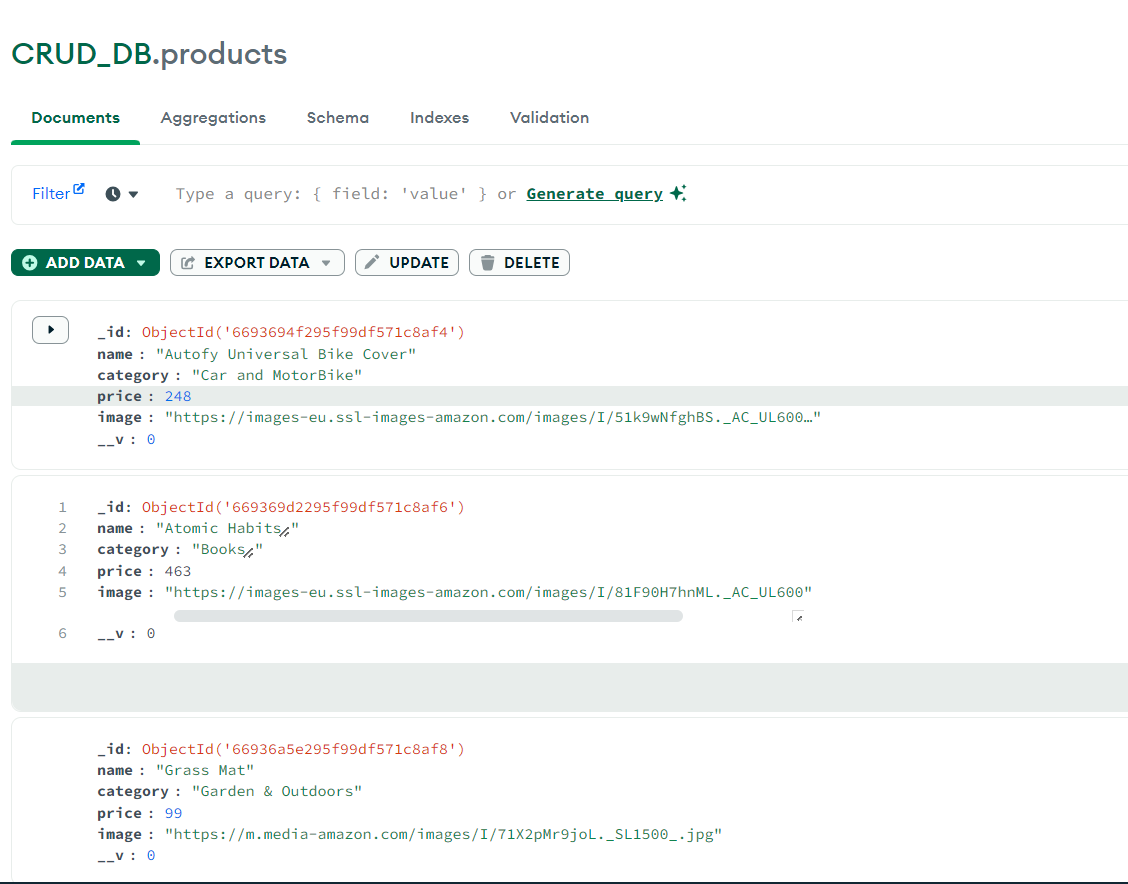 CRUD_DB.products
Documents Aggregations Schema Indexes Validation
Filter Type a query: { field: 'value' } or Generate query
ADD DATA EXPORT DATA UPDATE DELETE
_id: ObjectId('6693694f295f99df571c8af4')
name : "Autofy Universal Bike Cover"
category : "Car and MotorBike"
price : 248
image : "https://images-eu.ssl-images-amazon.com/images/I/51k9wNfghBS._AC_UL600…"
__v : 0
1 _id: ObjectId('669369d2295f99df571c8af6')
2 name : "Atomic Habits"
3 category : "Books"
4 price : 463
5 image : "https://images-eu.ssl-images-amazon.com/images/I/81F90H7hnML._AC_UL600"
6 __v : 0
_id: ObjectId('66936a5e295f99df571c8af8')
name : "Grass Mat"
category : "Garden & Outdoors"
price : 99
image : "https://m.media-amazon.com/images/I/71X2pMr9joL._SL1500_.jpg"
__v : 0